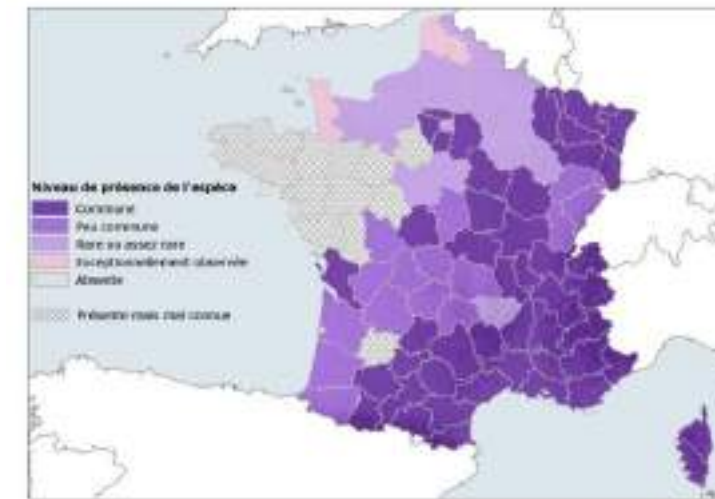 Niveau de présence de l'espèce
Commune
Peu commune
Rare ou assez rare
Exceptionnellement observée
Absente
Présente mais mal connue